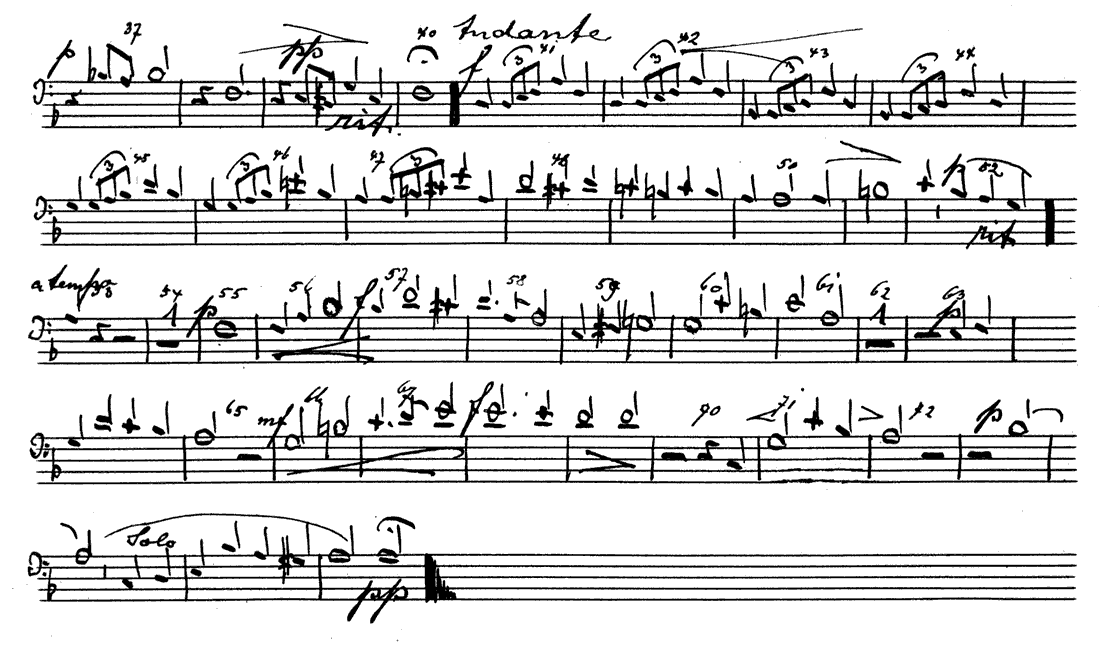 p 37 pp rit. 40 Andante f 3 41 3 42 3 43 3 44
3 45 3 46 47 3 48 50 p 52 rit
a tempo 53 54 1 p 55 56 f 57 58 59 60 61 62 1 63 p
65 mf 66 67 f 70 71 72 p
Solo pp